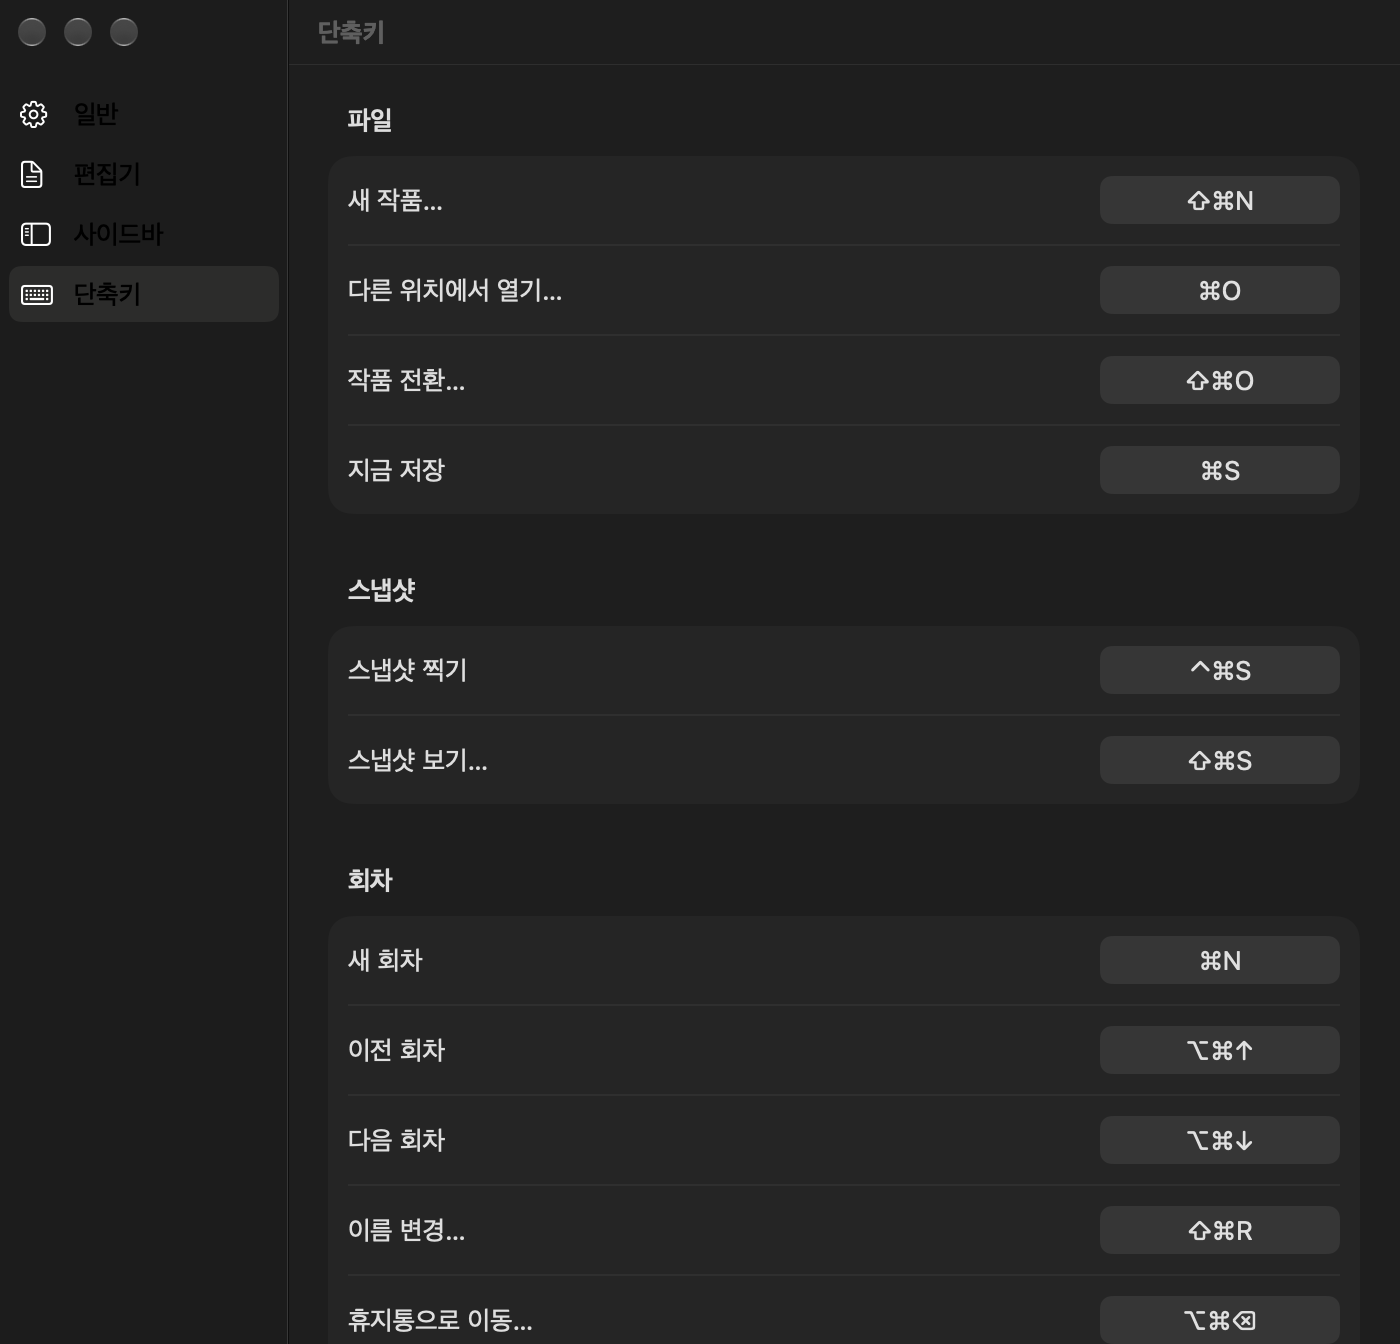 단축키
일반
편집기
사이드바
단축키
파일
새 작품... ⇧⌘N
다른 위치에서 열기... ⌘O
작품 전환... ⇧⌘O
지금 저장 ⌘S
스냅샷
스냅샷 찍기 ^⌘S
스냅샷 보기... ⇧⌘S
회차
새 회차 ⌘N
이전 회차 ⌥⌘↑
다음 회차 ⌥⌘↓
이름 변경... ⇧⌘R
휴지통으로 이동... ⌥⌘⌫